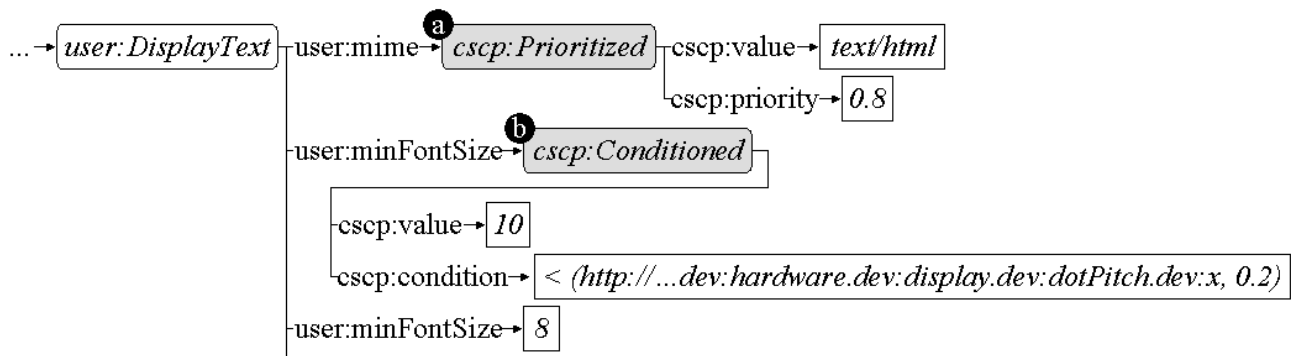 a
... user:DisplayText user:mime cscp:Prioritized cscp:value text/html
cscp:priority 0.8
b
user:minFontSize cscp:Conditioned
cscp:value 10
cscp:condition < (http://...dev:hardware.dev:display.dev:dotPitch.dev:x, 0.2)
user:minFontSize 8